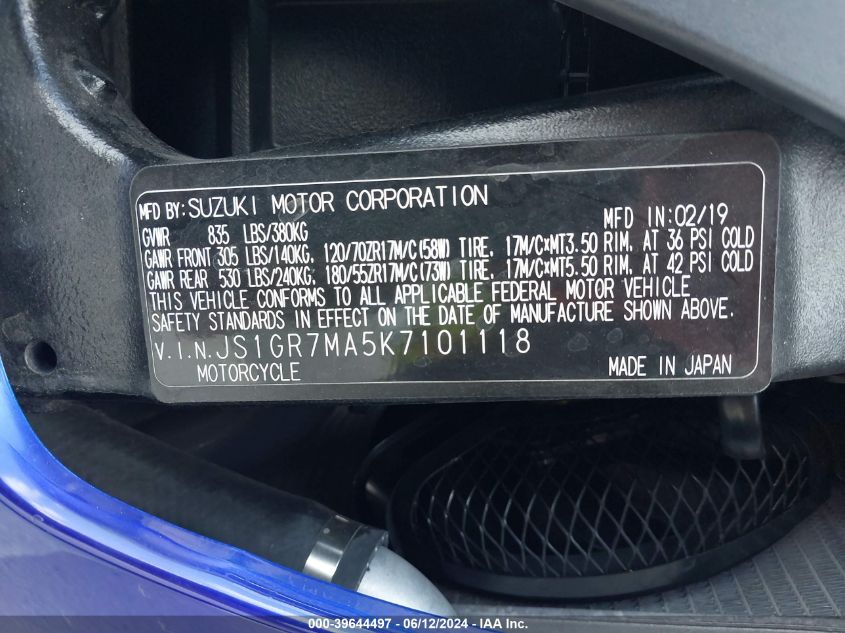 MFD BY: SUZUKI MOTOR CORPORATION MFD IN: 02/19
GVWR 835 LBS/380KG
GAWR FRONT 305 LBS/140KG, 120/70ZR17M/C(58W) TIRE, 17M/C×MT3.50 RIM, AT 36 PSI COLD
GAWR REAR 530 LBS/240KG, 180/55ZR17M/C(73W) TIRE, 17M/C×MT5.50 RIM, AT 42 PSI COLD
THIS VEHICLE CONFORMS TO ALL APPLICABLE FEDERAL MOTOR VEHICLE
SAFETY STANDARDS IN EFFECT ON THE DATE OF MANUFACTURE SHOWN ABOVE.
V.I.N. JS1GR7MA5K7101118
MOTORCYCLE MADE IN JAPAN
000-39644497 - 06/12/2024 - IAA Inc.